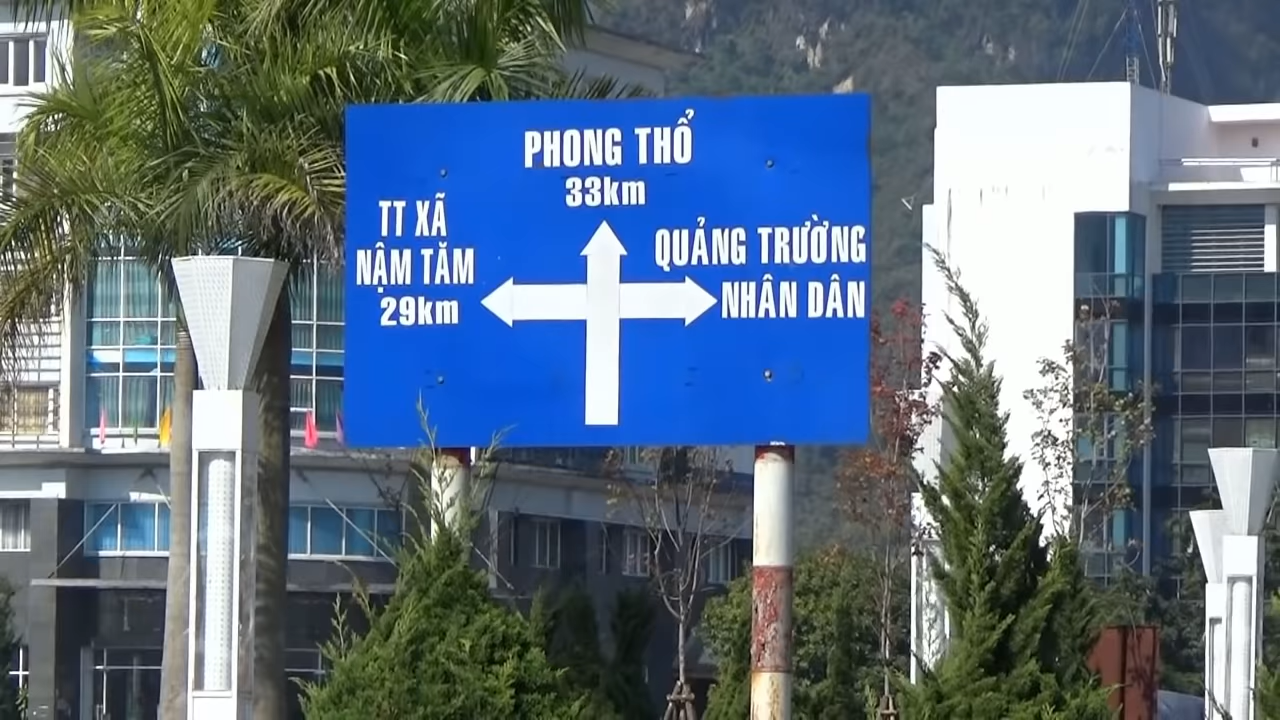 PHONG THỔ
33km
TT XÃ
NẬM TĂM
29km
QUẢNG TRƯỜNG
NHÂN DÂN